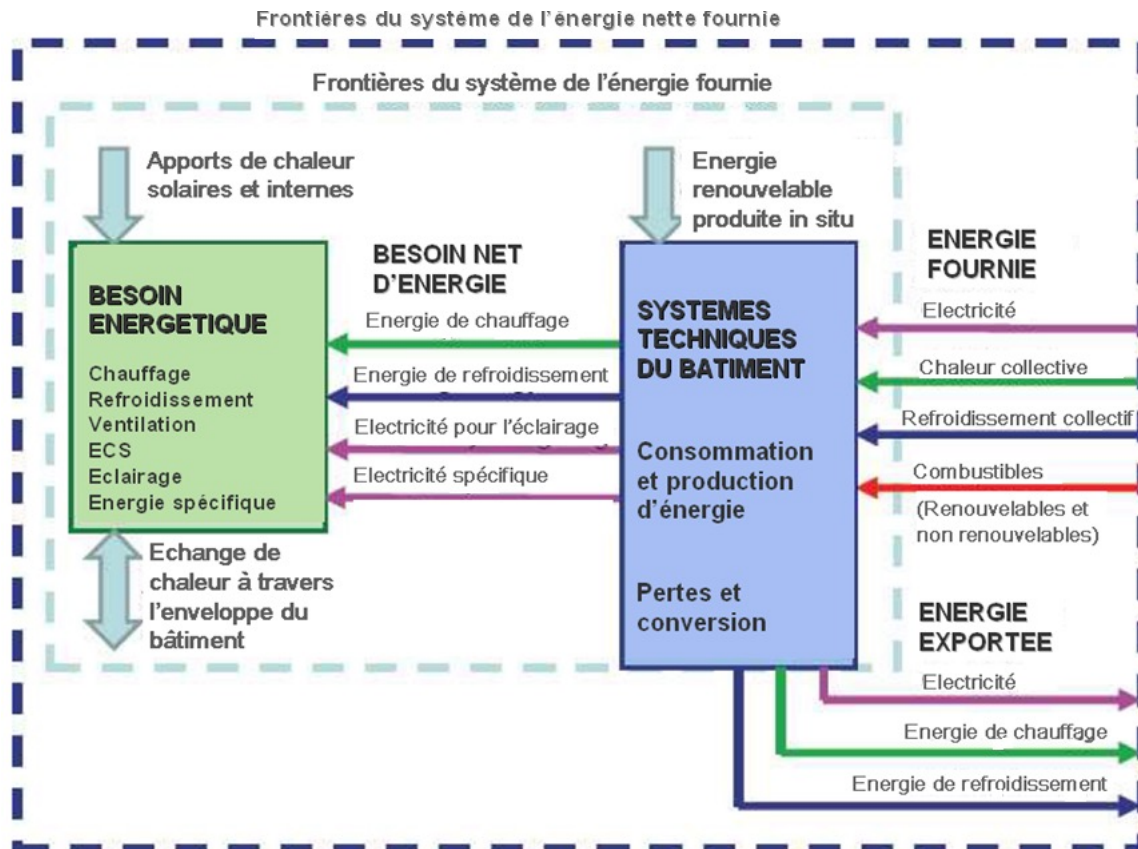 Frontières du système de l'énergie nette fournie
Frontières du système de l'énergie fournie
Apports de chaleur
solaires et internes
Energie
renouvelable
produite in situ
BESOIN
ENERGETIQUE
Chauffage
Refroidissement
Ventilation
ECS
Eclairage
Energie spécifique
BESOIN NET
D'ENERGIE
Energie de chauffage
Energie de refroidissement
Electricité pour l'éclairage
Electricité spécifique
SYSTEMES
TECHNIQUES
DU BATIMENT
Consommation
et production
d'énergie
Pertes et
conversion
ENERGIE
FOURNIE
Electricité
Chaleur collective
Refroidissement collectif
Combustibles
(Renouvelables et
non renouvelables)
Echange de
chaleur à travers
l'enveloppe du
bâtiment
ENERGIE
EXPORTEE
Electricité
Energie de chauffage
Energie de refroidissement